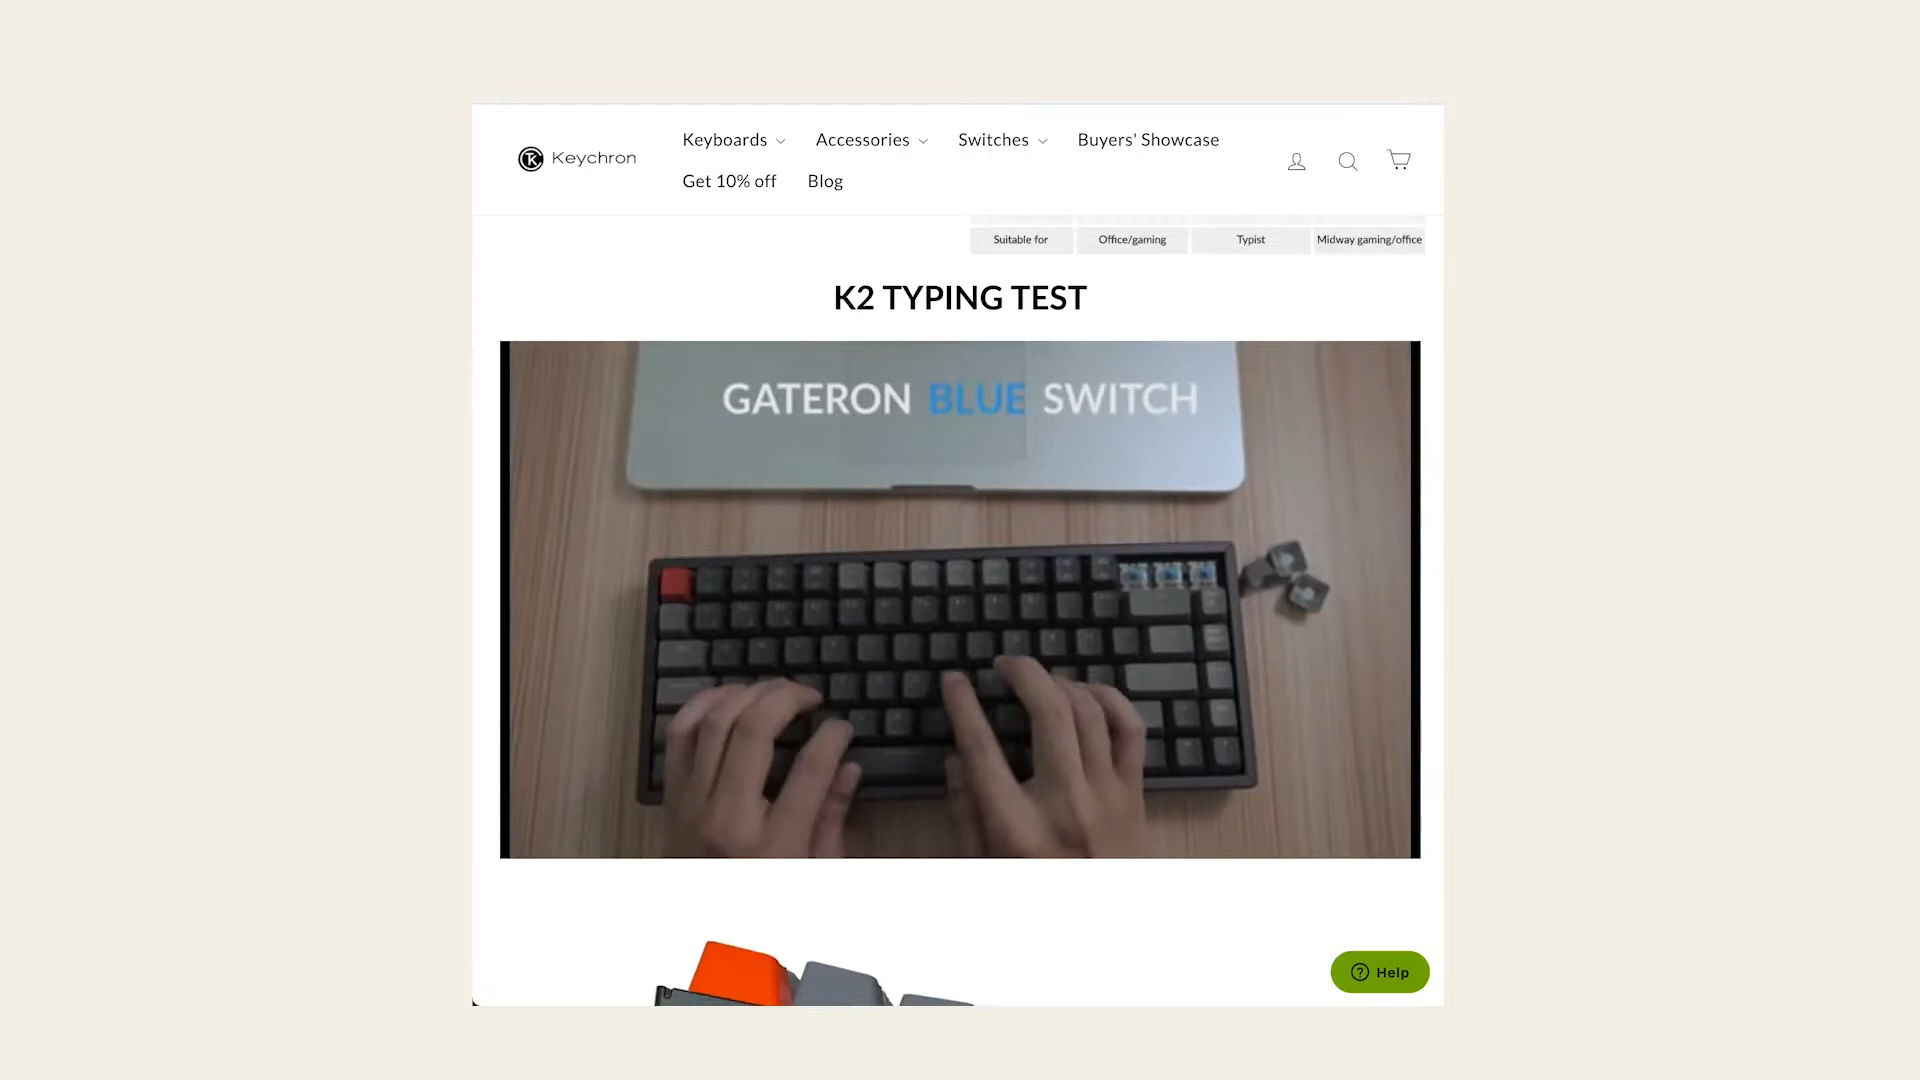 Keychron
Keyboards Accessories Switches Buyers' Showcase
Get 10% off Blog
Suitable for Office/gaming Typist Midway gaming/office
K2 TYPING TEST
GATERON BLUE SWITCH
Help